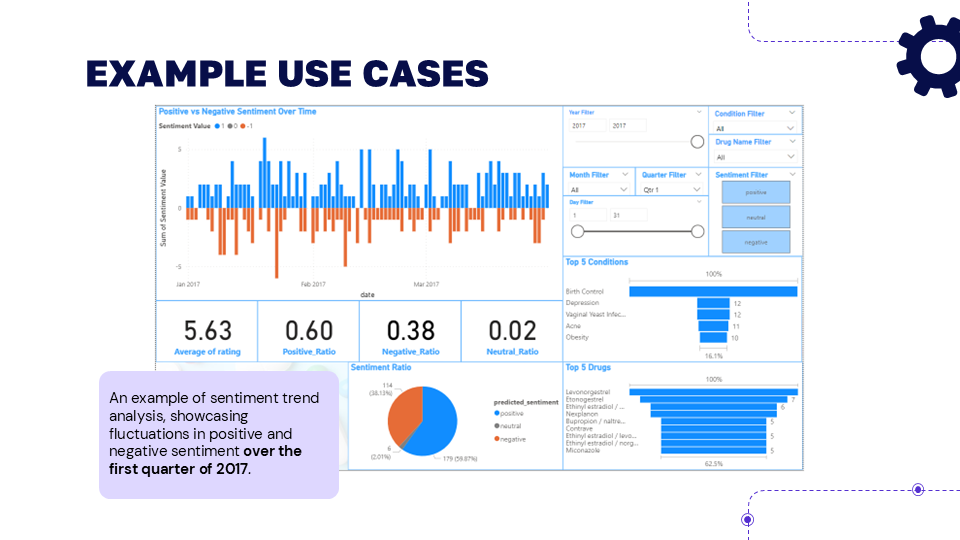 EXAMPLE USE CASES
Positive vs Negative Sentiment Over Time
Sentiment Value 1 0 -1
Sum of Sentiment Value
5
0
-5
Jan 2017 Feb 2017 Mar 2017
date
Year Filter
2017 2017
Condition Filter
All
Drug Name Filter
All
Month Filter
All
Quarter Filter
Qtr 1
Day Filter
1 31
Sentiment Filter
positive
neutral
negative
5.63
Average of rating
0.60
Positive_Ratio
0.38
Negative_Ratio
0.02
Neutral_Ratio
Top 5 Conditions
100%
Birth Control
Depression 12
Vaginal Yeast Infec... 12
Acne 11
Obesity 10
16.1%
Sentiment Ratio
114
(38.13%)
6
(2.01%)
179 (59.87%)
predicted_sentiment
positive
neutral
negative
Top 5 Drugs
100%
Levonorgestrel
Etonogestrel 7
Ethinyl estradiol / ... 6
Nexplanon
Bupropion / naltre... 5
Contrave
Ethinyl estradiol / levo... 5
Ethinyl estradiol / norg...
Miconazole 5
62.5%
An example of sentiment trend
analysis, showcasing
fluctuations in positive and
negative sentiment over the
first quarter of 2017.